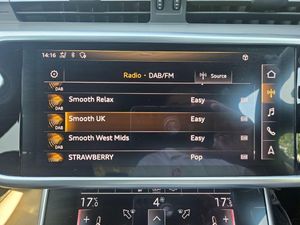 14:16
Radio - DAB/FM
Source
DAB
Smooth Relax Easy
DAB
Smooth UK Easy
DAB
Smooth West Mids Easy
DAB
STRAWBERRY Pop
17.5 4 17.5